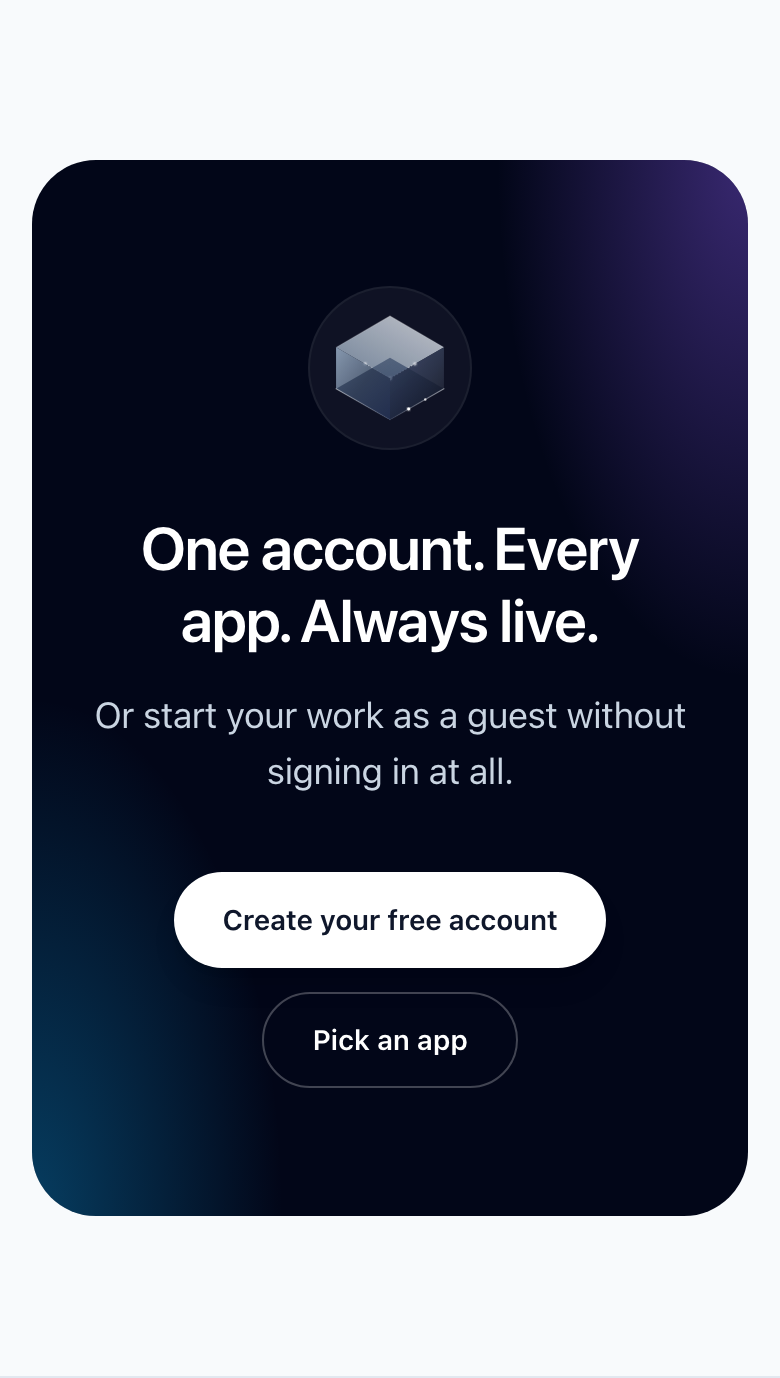 One account. Every
app. Always live.
Or start your work as a guest without
signing in at all.
Create your free account
Pick an app